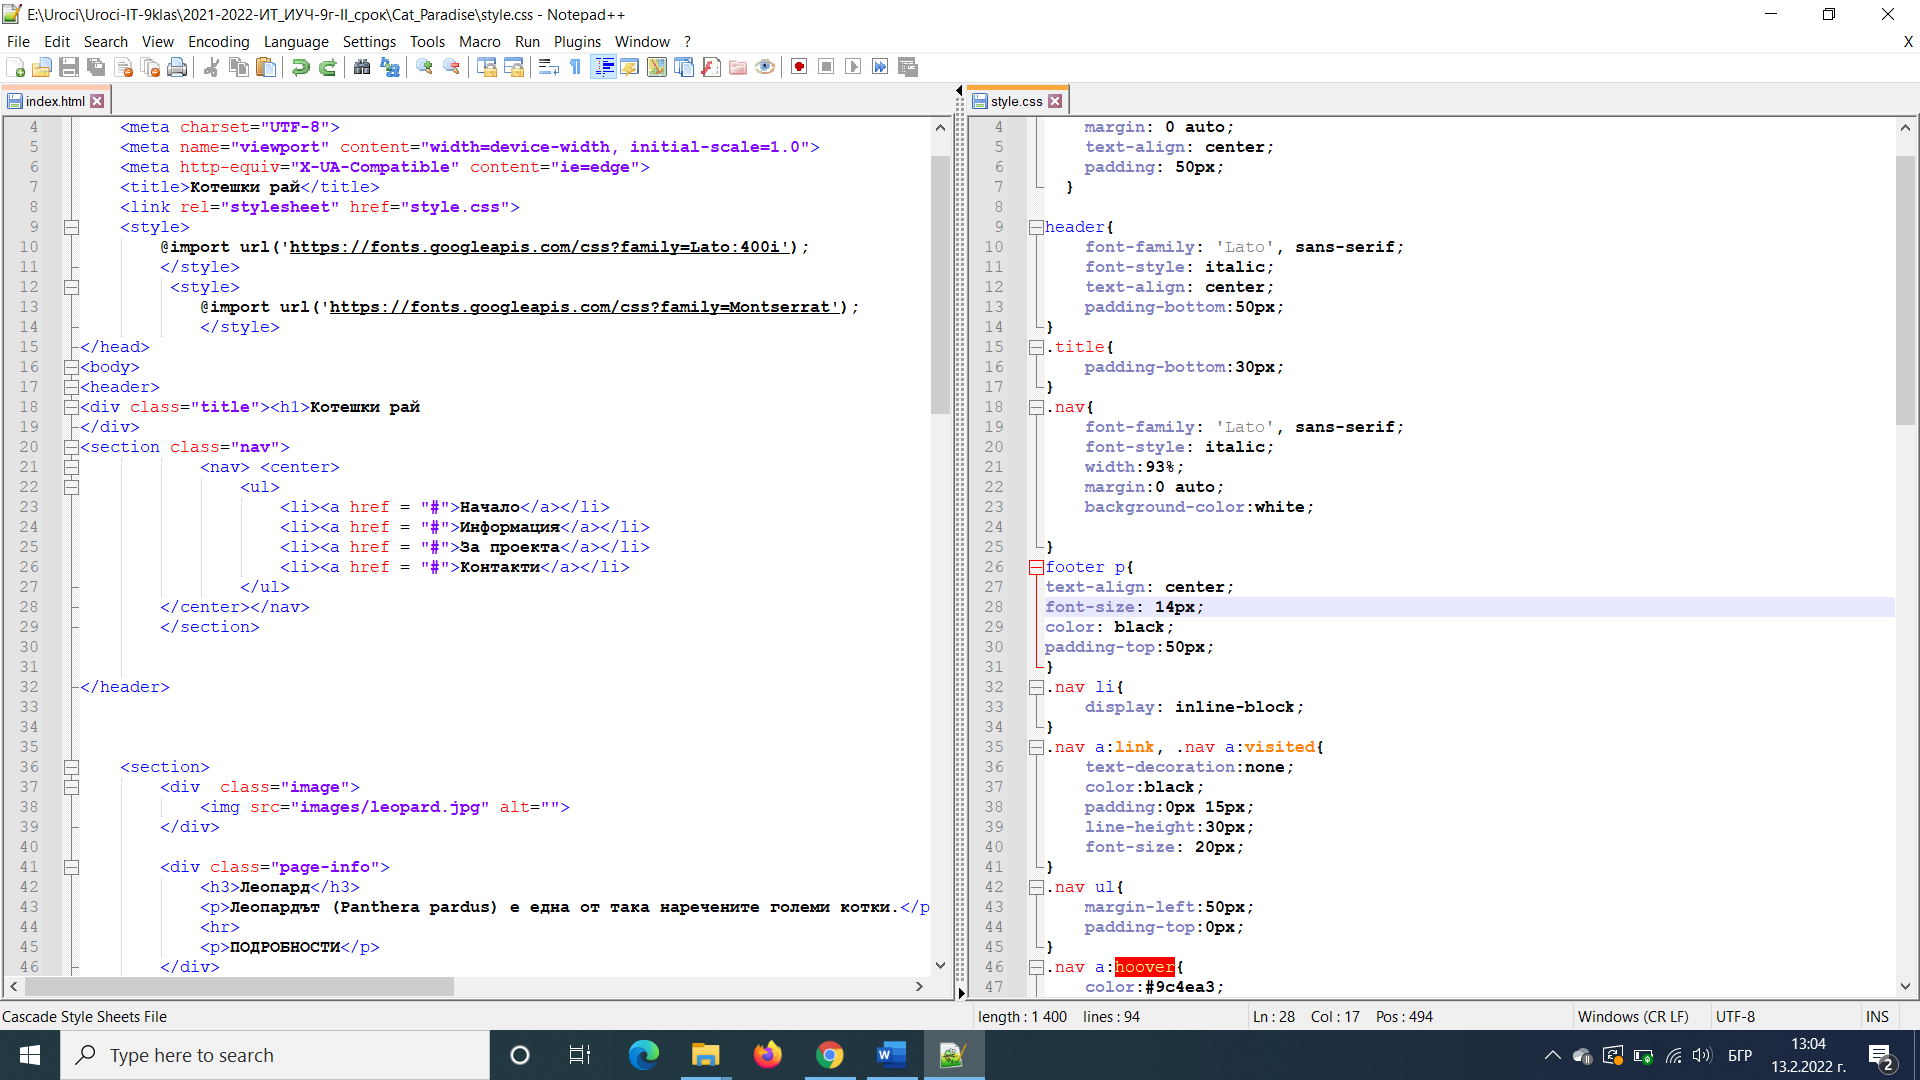 E:\Uroci\Uroci-IT-9klas\2021-2022-ИТ_ИУЧ-9г-II_срок\Cat_Paradise\style.css - Notepad++
File Edit Search View Encoding Language Settings Tools Macro Run Plugins Window ? X
index.html
4 <meta charset="UTF-8">
5 <meta name="viewport" content="width=device-width, initial-scale=1.0">
6 <meta http-equiv="X-UA-Compatible" content="ie=edge">
7 <title>Котешки рай</title>
8 <link rel="stylesheet" href="style.css">
9 <style>
10 @import url('https://fonts.googleapis.com/css?family=Lato:400i');
11 </style>
12 <style>
13 @import url('https://fonts.googleapis.com/css?family=Montserrat');
14 </style>
15 </head>
16 <body>
17 <header>
18 <div class="title"><h1>Котешки рай
19 </div>
20 <section class="nav">
21 <nav> <center>
22 <ul>
23 <li><a href = "#">Начало</a></li>
24 <li><a href = "#">Информация</a></li>
25 <li><a href = "#">За проекта</a></li>
26 <li><a href = "#">Контакти</a></li>
27 </ul>
28 </center></nav>
29 </section>
30
31
32 </header>
33
34
35
36 <section>
37 <div  class="image">
38 <img src="images/leopard.jpg" alt="">
39 </div>
40
41 <div class="page-info">
42 <h3>Леопард</h3>
43 <p>Леопардът (Panthera pardus) е една от така наречените големи котки.</p
44 <hr>
45 <p>ПОДРОБНОСТИ</p>
46 </div>
style.css
4 margin: 0 auto;
5 text-align: center;
6 padding: 50px;
7 }
8
9 header{
10 font-family: 'Lato', sans-serif;
11 font-style: italic;
12 text-align: center;
13 padding-bottom:50px;
14 }
15 .title{
16 padding-bottom:30px;
17 }
18 .nav{
19 font-family: 'Lato', sans-serif;
20 font-style: italic;
21 width:93%;
22 margin:0 auto;
23 background-color:white;
24
25 }
26 footer p{
27 text-align: center;
28 font-size: 14px;
29 color: black;
30 padding-top:50px;
31 }
32 .nav li{
33 display: inline-block;
34 }
35 .nav a:link, .nav a:visited{
36 text-decoration:none;
37 color:black;
38 padding:0px 15px;
39 line-height:30px;
40 font-size: 20px;
41 }
42 .nav ul{
43 margin-left:50px;
44 padding-top:0px;
45 }
46 .nav a:hoover{
47 color:#9c4ea3;
Cascade Style Sheets File length : 1 400 lines : 94 Ln : 28 Col : 17 Pos : 494 Windows (CR LF) UTF-8 INS
Type here to search
БГР
13:04
13.2.2022 г.
2